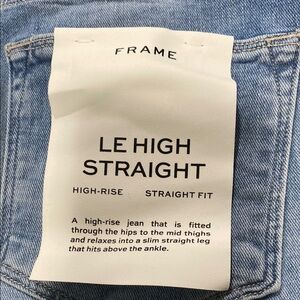 FRAME
LE HIGH
STRAIGHT
HIGH-RISE STRAIGHT FIT
A high-rise jean that is fitted
through the hips to the mid thighs
and relaxes into a slim straight leg
that hits above the ankle.